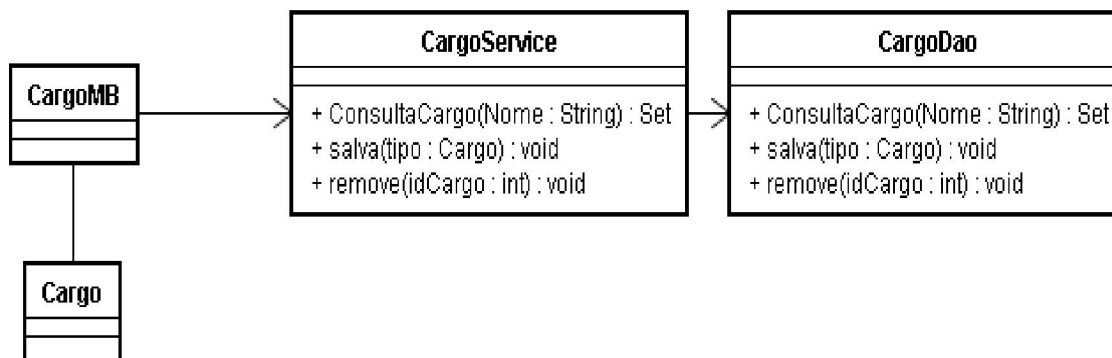 CargoMB
CargoService
+ ConsultaCargo(Nome : String) : Set
+ salva(tipo : Cargo) : void
+ remove(idCargo : int) : void
CargoDao
+ ConsultaCargo(Nome : String) : Set
+ salva(tipo : Cargo) : void
+ remove(idCargo : int) : void
Cargo